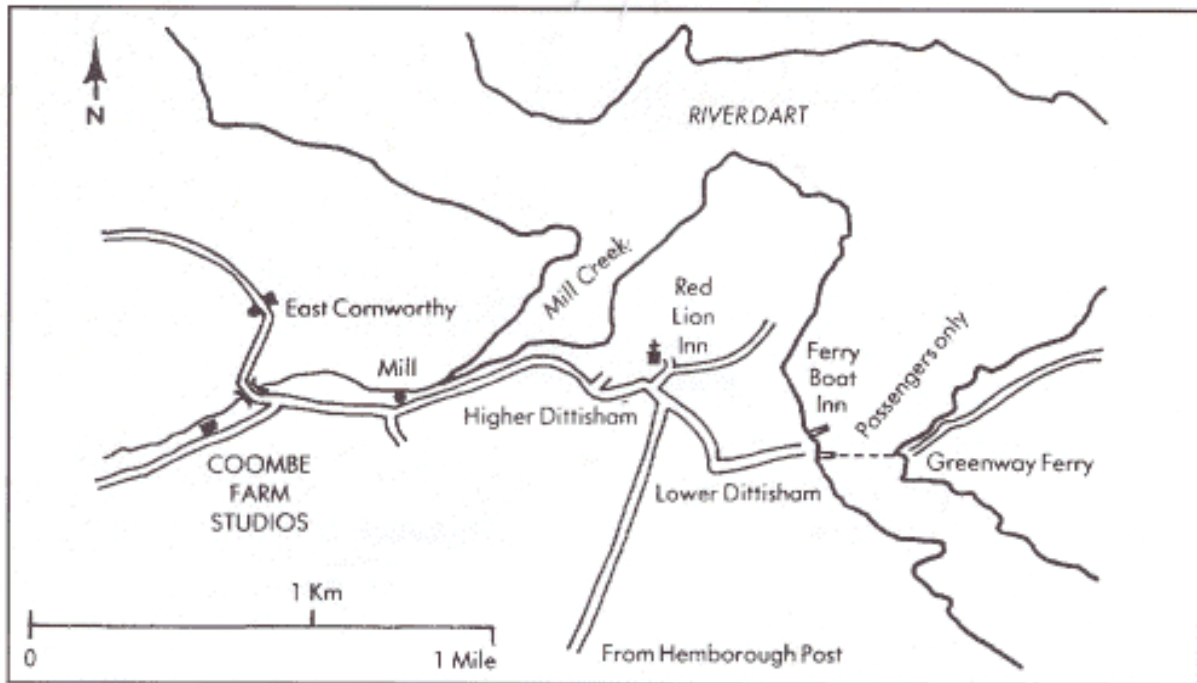 N
RIVER DART
Mill Creek
Red
Lion
Inn
East Cornworthy
Mill
Ferry
Boat
Inn
Passengers only
Higher Dittisham
COOMBE
FARM
STUDIOS
Lower Dittisham
Greenway Ferry
1 Km
0
1 Mile
From Hemborough Post